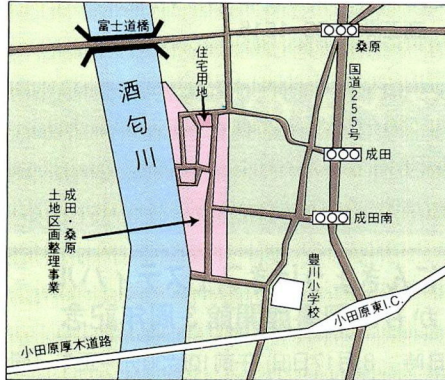 富士道橋
桑原
住宅用地
国道255号
酒匂川
成田
成田・桑原
土地区画整理事業
成田南
豊川小学校
小田原東I.C.
小田原厚木道路